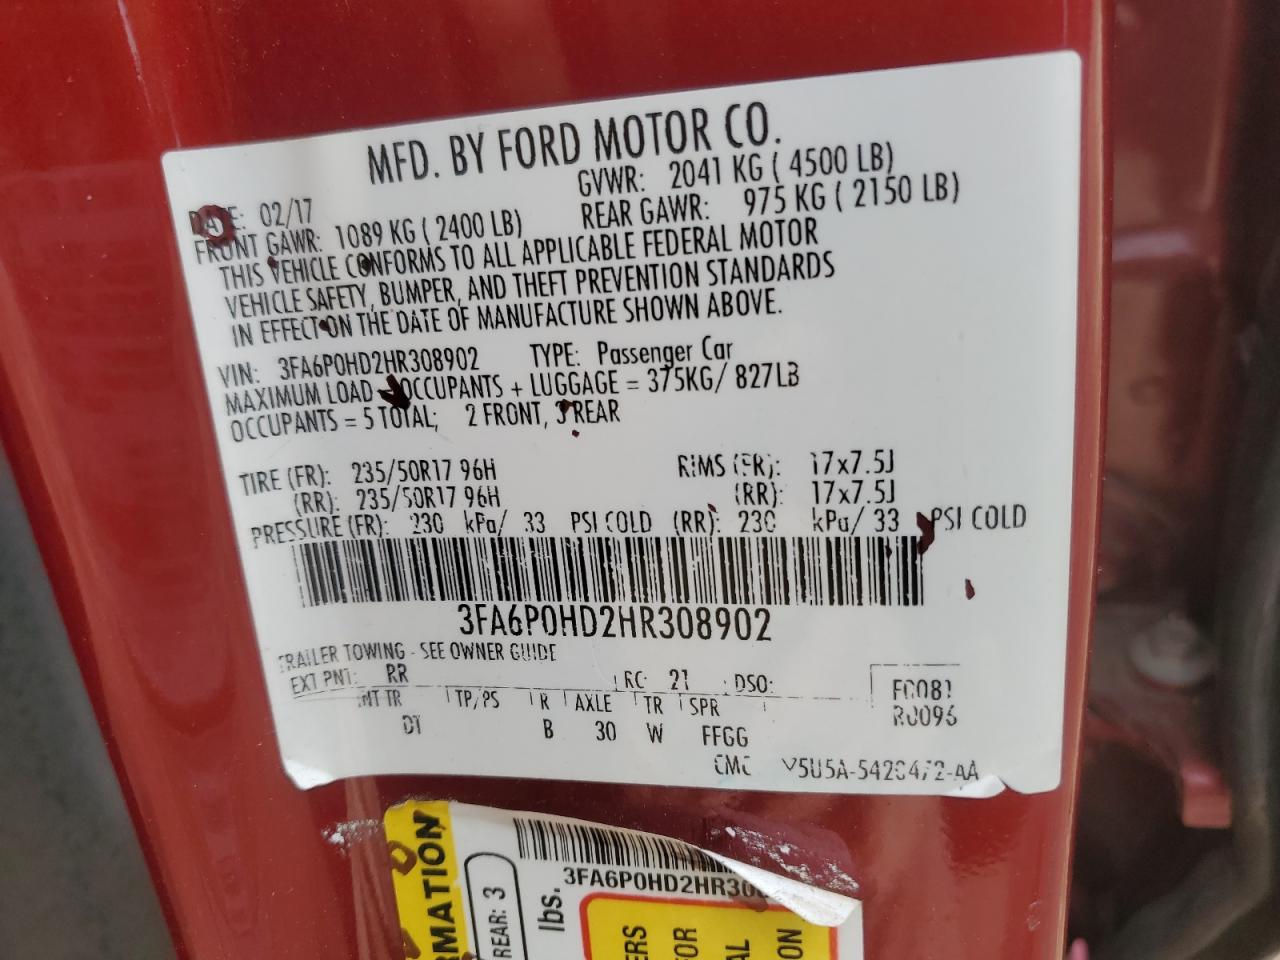 MFD. BY FORD MOTOR CO.
DATE: 02/17 GVWR: 2041 KG ( 4500 LB)
FRONT GAWR: 1089 KG ( 2400 LB) REAR GAWR: 975 KG ( 2150 LB)
THIS VEHICLE CONFORMS TO ALL APPLICABLE FEDERAL MOTOR
VEHICLE SAFETY, BUMPER, AND THEFT PREVENTION STANDARDS
IN EFFECT ON THE DATE OF MANUFACTURE SHOWN ABOVE.
VIN: 3FA6P0HD2HR308902 TYPE: Passenger Car
MAXIMUM LOAD - OCCUPANTS + LUGGAGE = 375KG/ 827LB
OCCUPANTS = 5 TOTAL; 2 FRONT, 3 REAR
TIRE (FR): 235/50R17 96H RIMS (FR): 17x7.5J
(RR): 235/50R17 96H (RR): 17x7.5J
PRESSURE (FR): 230 kPa/ 33 PSI COLD (RR): 230 kPa/ 33 PSI COLD
3FA6P0HD2HR308902
TRAILER TOWING - SEE OWNER GUIDE
EXT PNT: RR RC: 21 DSO:
INT TR TP/PS R AXLE TR SPR
DT B 30 W FFGG
F0081
R0096
V5U5A-5420472-AA
RMATION
REAR: 3
lbs.
3FA6P0HD2HR30